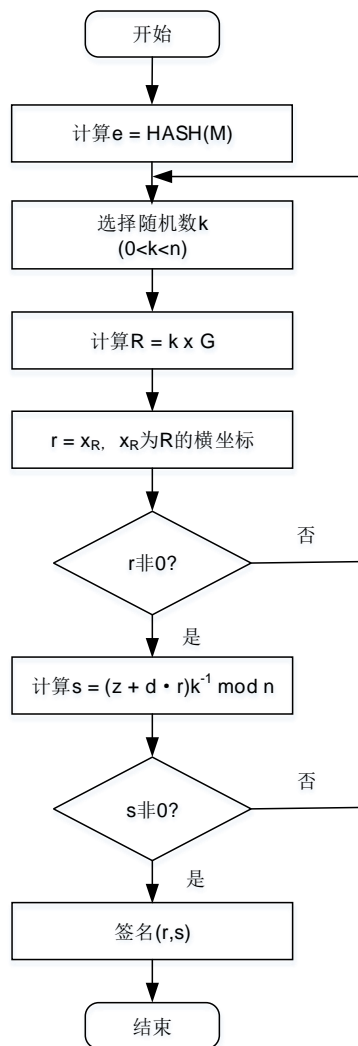 开始
计算e = HASH(M)
选择随机数k
(0<k<n)
计算R = k x G
r = x_R, x_R为R的横坐标
r非0?
否
是
计算s = (z + d • r)k^-1 mod n
s非0?
否
是
签名(r,s)
结束